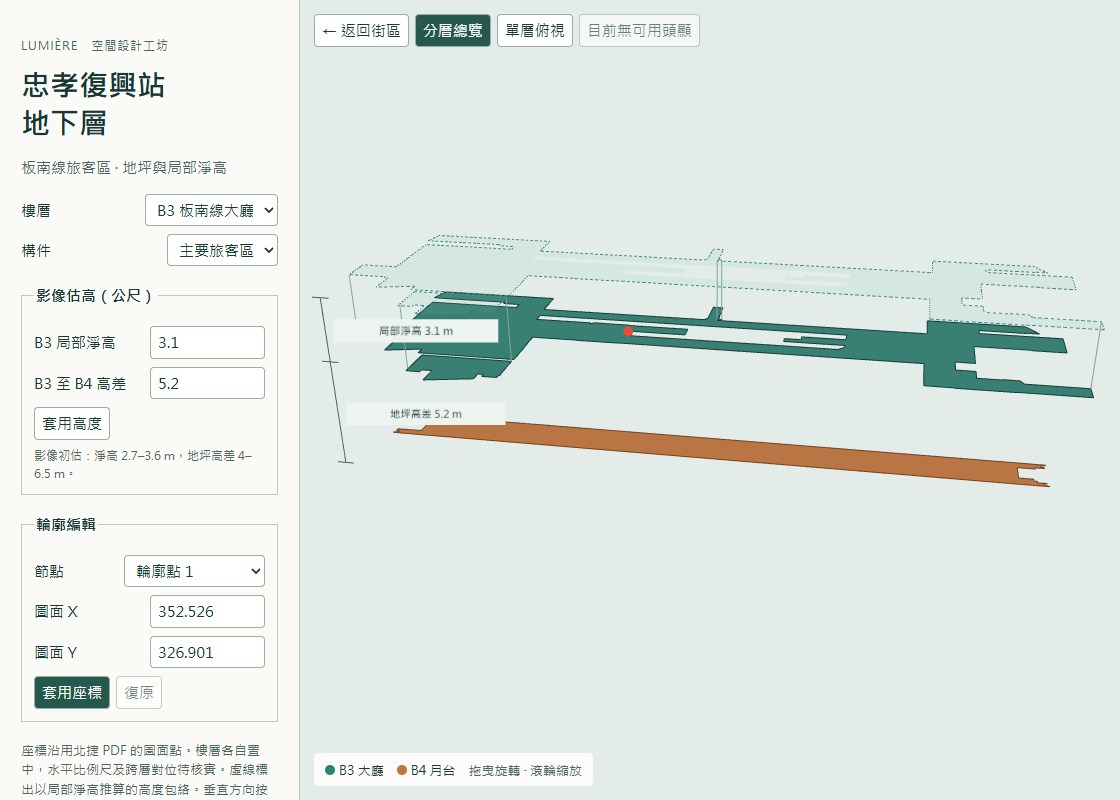 LUMIÈRE 空間設計工坊
忠孝復興站
地下層
板南線旅客區 · 地坪與局部淨高
樓層 B3 板南線大廳
構件 主要旅客區
影像估高（公尺）
B3 局部淨高 3.1
B3 至 B4 高差 5.2
套用高度
影像初估：淨高 2.7–3.6 m，地坪高差 4–
6.5 m。
輪廓編輯
節點 輪廓點 1
圖面 X 352.526
圖面 Y 326.901
套用座標 復原
座標沿用北捷 PDF 的圖面點。樓層各自置
中，水平比例尺及跨層對位待核實。虛線標
出以局部淨高推算的高度包絡。垂直方向按
← 返回街區 分層總覽 單層俯視 目前無可用頭顯
局部淨高 3.1 m
地坪高差 5.2 m
B3 大廳 B4 月台 拖曳旋轉 · 滾輪縮放